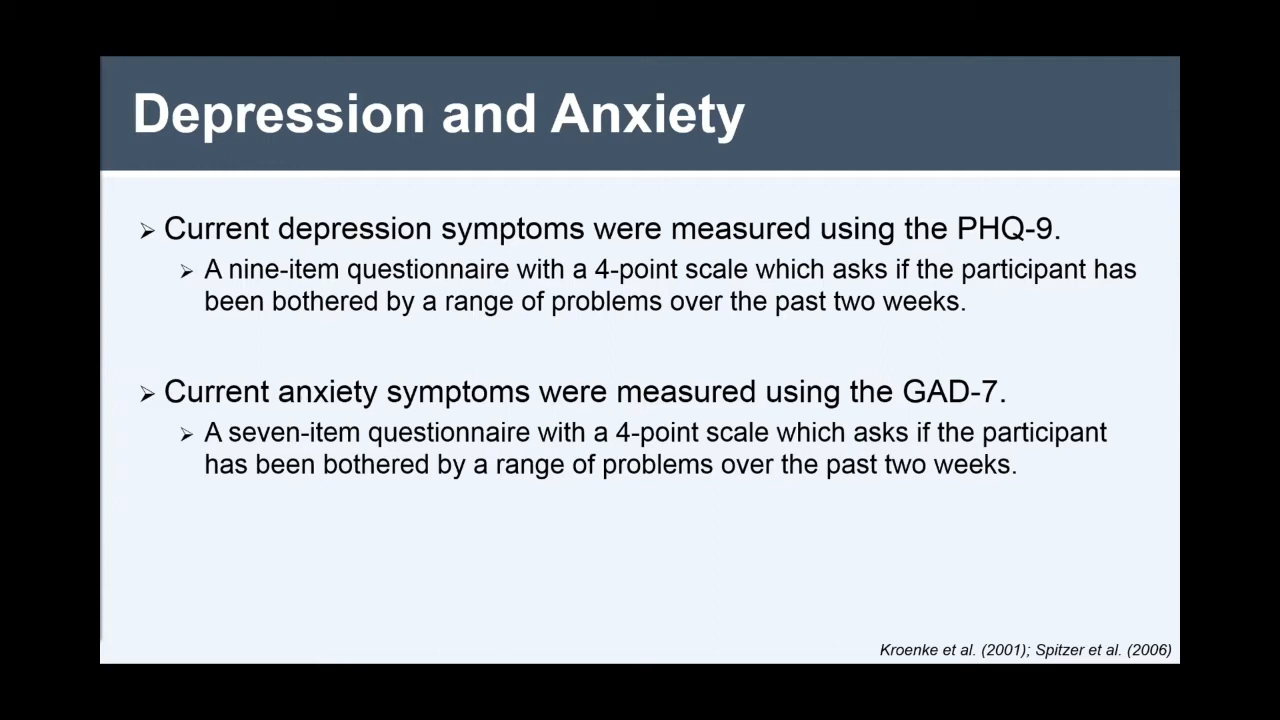 Depression and Anxiety
➢ Current depression symptoms were measured using the PHQ-9.
➢ A nine-item questionnaire with a 4-point scale which asks if the participant has
been bothered by a range of problems over the past two weeks.
➢ Current anxiety symptoms were measured using the GAD-7.
➢ A seven-item questionnaire with a 4-point scale which asks if the participant
has been bothered by a range of problems over the past two weeks.
Kroenke et al. (2001); Spitzer et al. (2006)